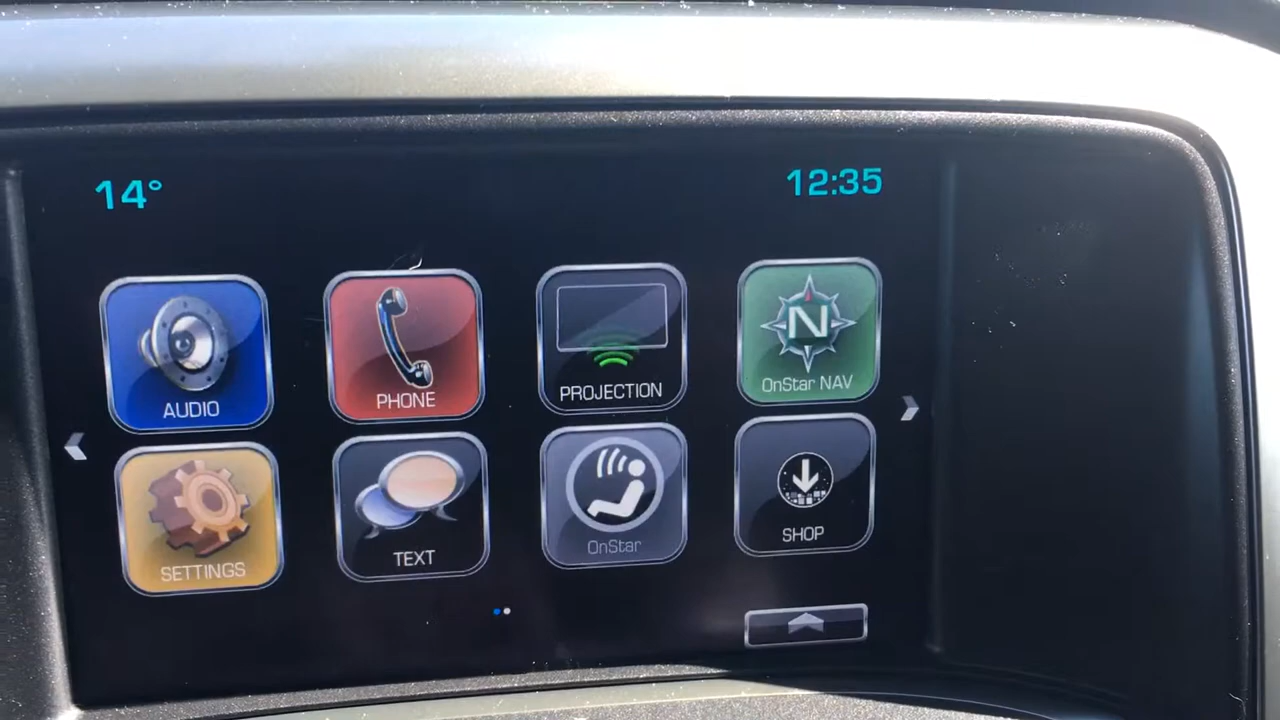 14°
12:35
AUDIO
PHONE
PROJECTION
N
OnStar NAV
SETTINGS
TEXT
OnStar
SHOP